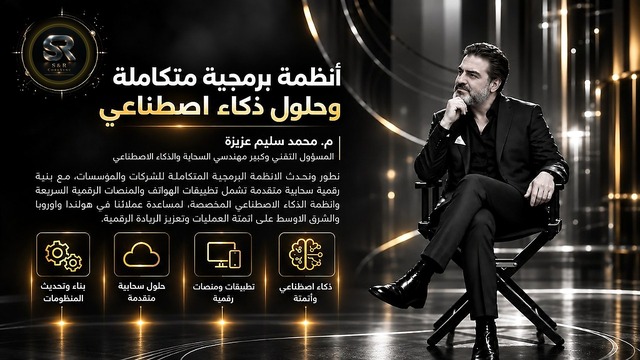 S&R
أنظمة برمجية متكاملة
وحلول ذكاء اصطناعي
م. محمد سليم عزيزة
المسؤول التقني وكبير مهندسي السحابة والذكاء الاصطناعي
نطور ونحدث الانظمة البرمجية المتكاملة للشركات والمؤسسات، مع بنية
رقمية سحابية متقدمة تشمل تطبيقات الهواتف والمنصات الرقمية السريعة
وانظمة الذكاء الاصطناعي المخصصة، لمساعدة عملائنا في هولندا واوروبا
والشرق الاوسط على اتمتة العمليات وتعزيز الريادة الرقمية.
ذكاء اصطناعي
وأتمتة
تطبيقات ومنصات
رقمية
حلول سحابية
متقدمة
بناء وتحديث
المنظومات